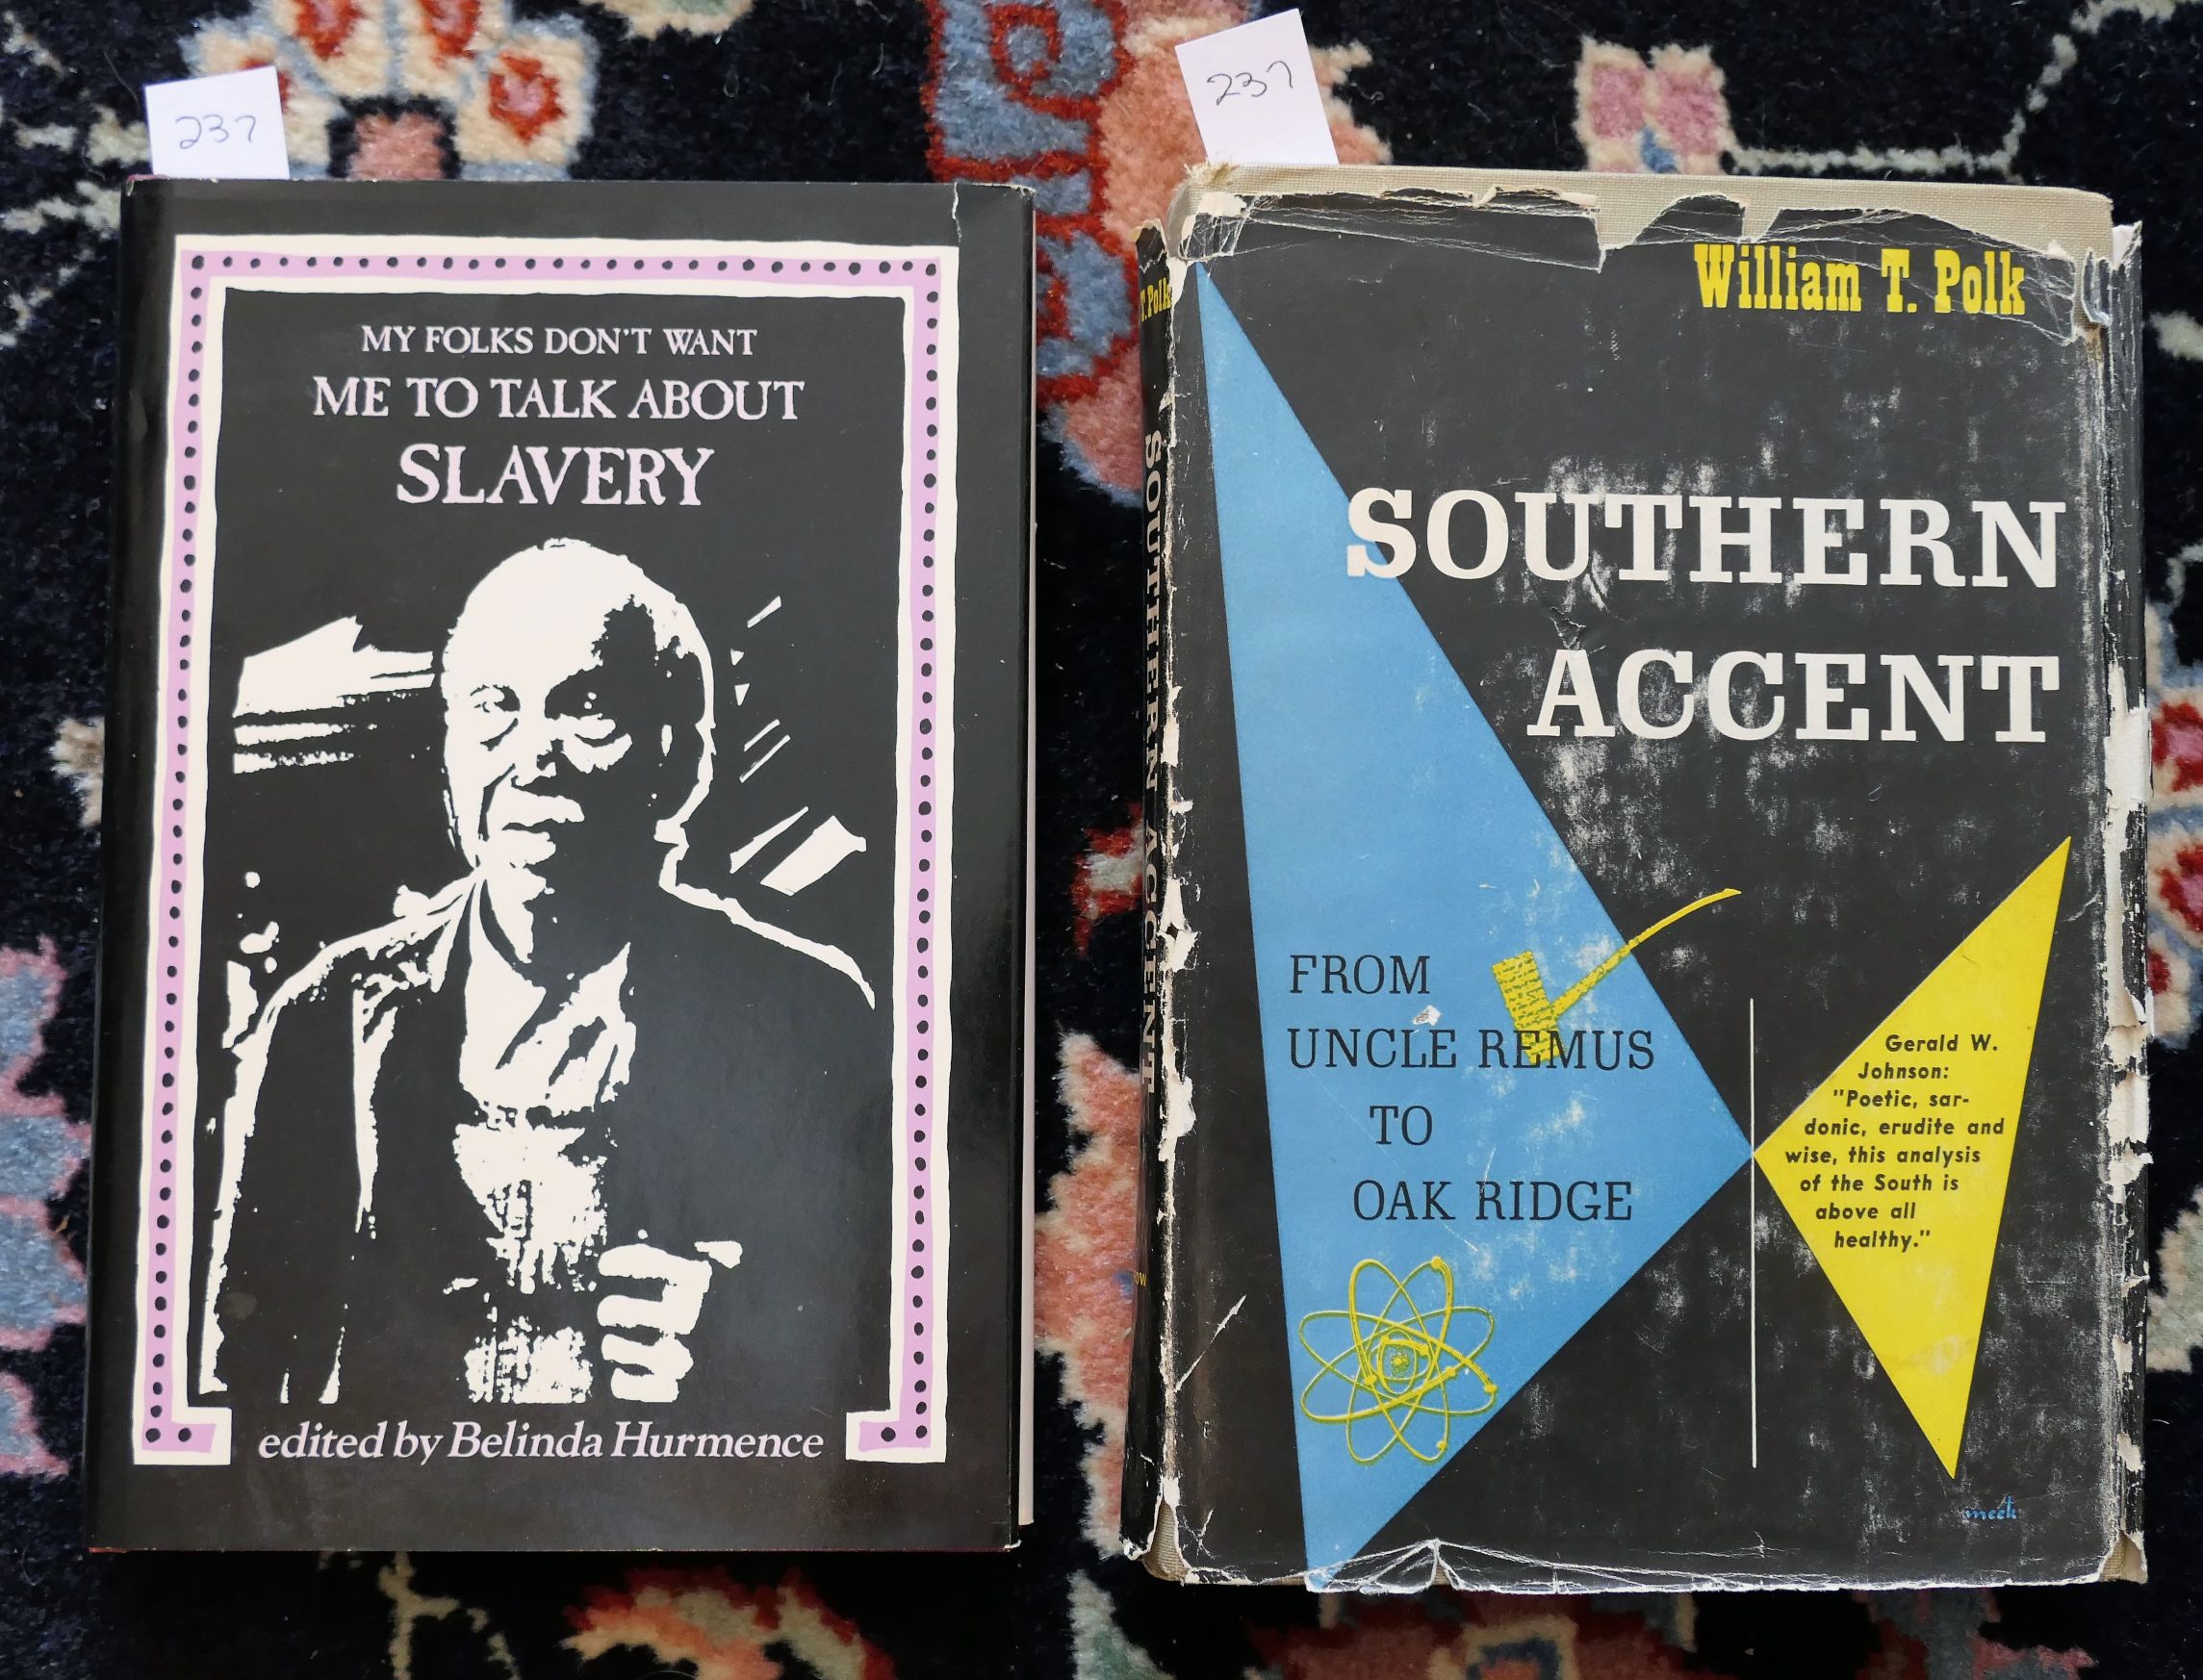 237
MY FOLKS DON'T WANT
ME TO TALK ABOUT
SLAVERY
edited by Belinda Hurmence
237
T. Polk
SOUTHERN ACCENT
William T. Polk
SOUTHERN
ACCENT
FROM
UNCLE REMUS
TO
OAK RIDGE
Gerald W.
Johnson:
"Poetic, sar-
donic, erudite and
wise, this analysis
of the South is
above all
healthy."
meek